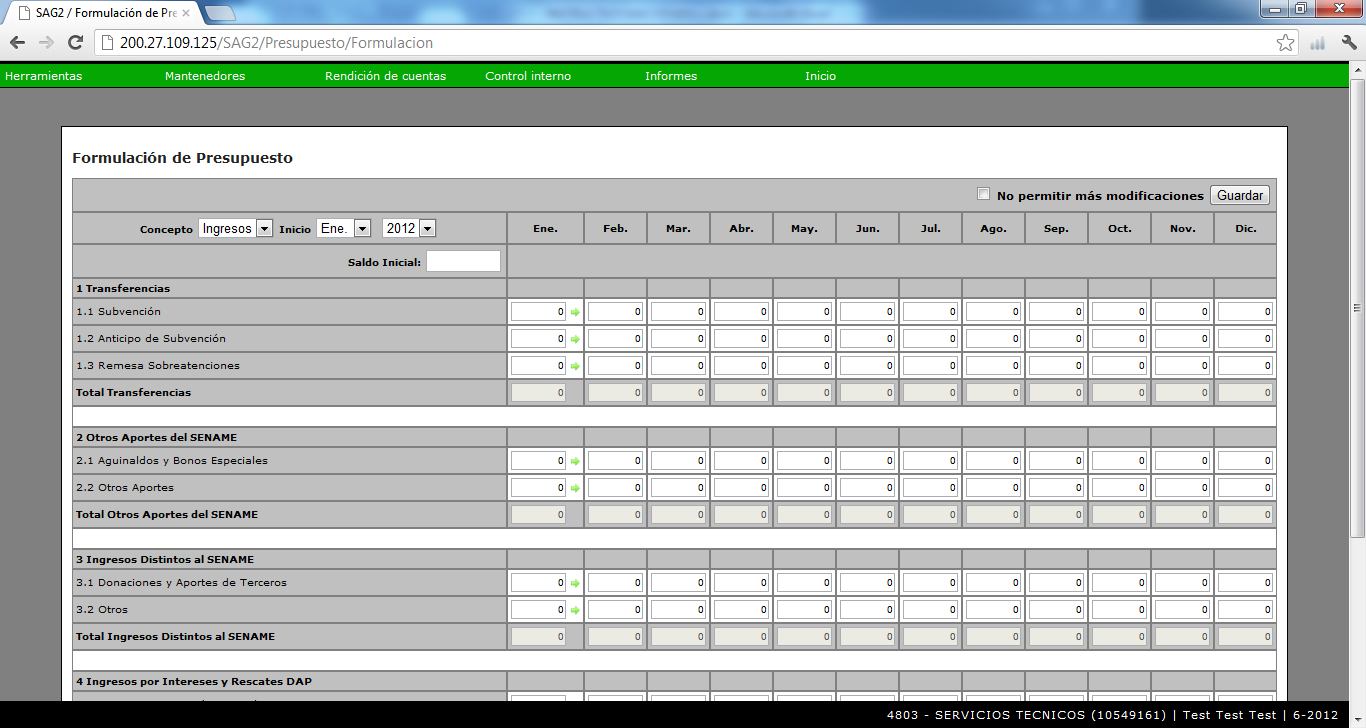 SAG2 / Formulación de Pre
200.27.109.125/SAG2/Presupuesto/Formulacion
Herramientas Mantenedores Rendición de cuentas Control interno Informes Inicio
Formulación de Presupuesto
No permitir más modificaciones Guardar
Concepto Ingresos Inicio Ene. 2012 Ene. Feb. Mar. Abr. May. Jun. Jul. Ago. Sep. Oct. Nov. Dic.
Saldo Inicial:
1 Transferencias
1.1 Subvención 0 0 0 0 0 0 0 0 0 0 0 0
1.2 Anticipo de Subvención 0 0 0 0 0 0 0 0 0 0 0 0
1.3 Remesa Sobreatenciones 0 0 0 0 0 0 0 0 0 0 0 0
Total Transferencias 0 0 0 0 0 0 0 0 0 0 0 0
2 Otros Aportes del SENAME
2.1 Aguinaldos y Bonos Especiales 0 0 0 0 0 0 0 0 0 0 0 0
2.2 Otros Aportes 0 0 0 0 0 0 0 0 0 0 0 0
Total Otros Aportes del SENAME 0 0 0 0 0 0 0 0 0 0 0 0
3 Ingresos Distintos al SENAME
3.1 Donaciones y Aportes de Terceros 0 0 0 0 0 0 0 0 0 0 0 0
3.2 Otros 0 0 0 0 0 0 0 0 0 0 0 0
Total Ingresos Distintos al SENAME 0 0 0 0 0 0 0 0 0 0 0 0
4 Ingresos por Intereses y Rescates DAP
4803 - SERVICIOS TECNICOS (10549161) | Test Test Test | 6-2012